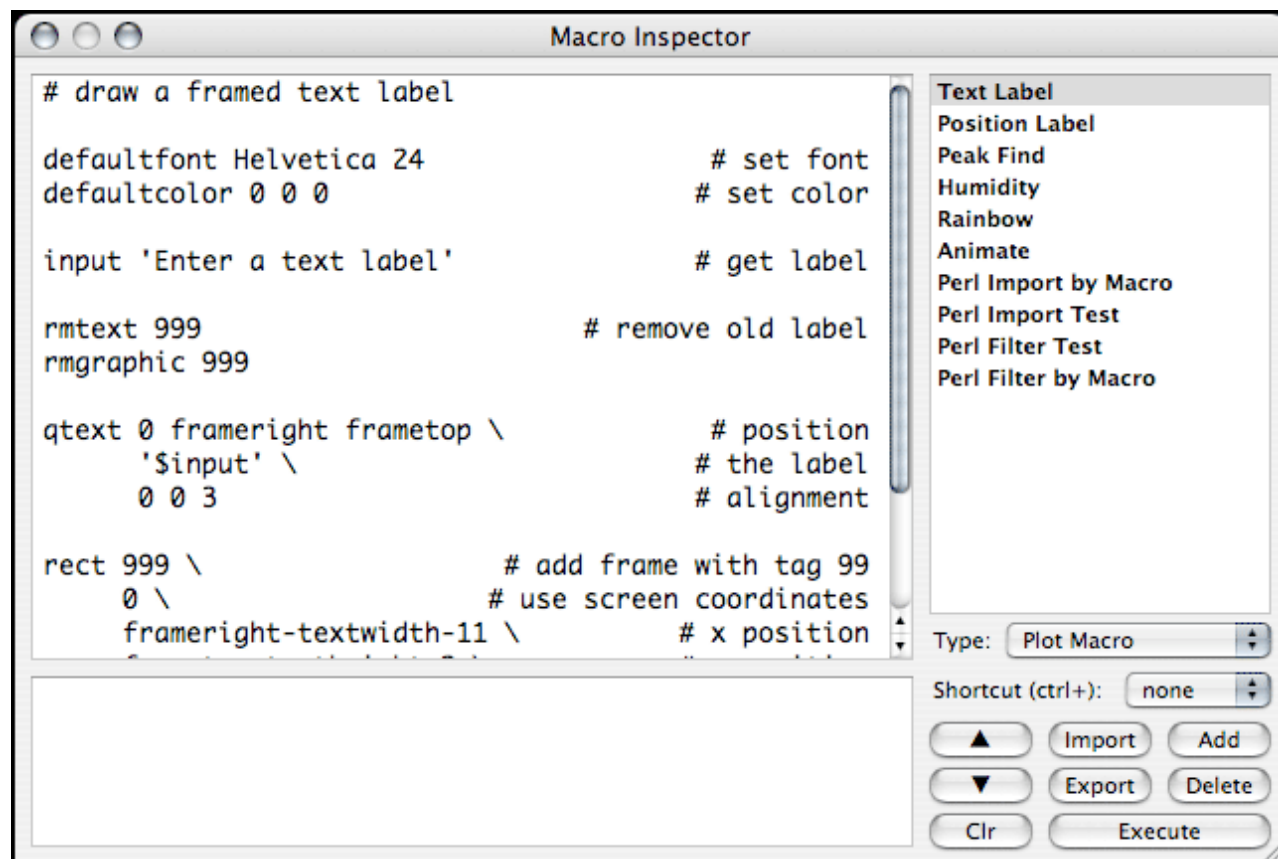 Macro Inspector
# draw a framed text label
defaultfont Helvetica 24 # set font
defaultcolor 0 0 0 # set color
input 'Enter a text label' # get label
rmtext 999 # remove old label
rmgraphic 999
qtext 0 frameright frametop \ # position
'$input' \ # the label
0 0 3 # alignment
rect 999 \ # add frame with tag 99
0 \ # use screen coordinates
frameright-textwidth-11 \ # x position
Text Label
Position Label
Peak Find
Humidity
Rainbow
Animate
Perl Import by Macro
Perl Import Test
Perl Filter Test
Perl Filter by Macro
Type: Plot Macro
Shortcut (ctrl+): none
▲ Import Add
▼ Export Delete
Clr Execute